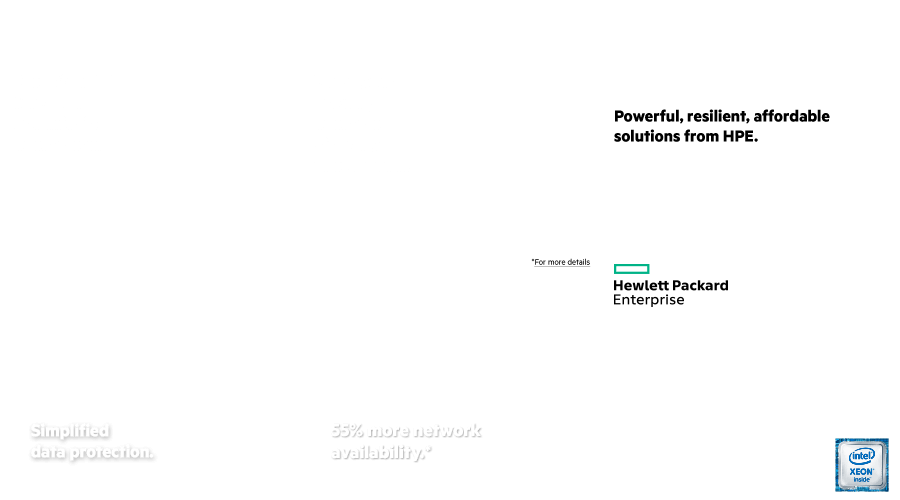 Powerful, resilient, affordable
solutions from HPE.
*For more details
Hewlett Packard
Enterprise
Simplified
data protection.
55% more network
availability.*
intel
XEON
inside